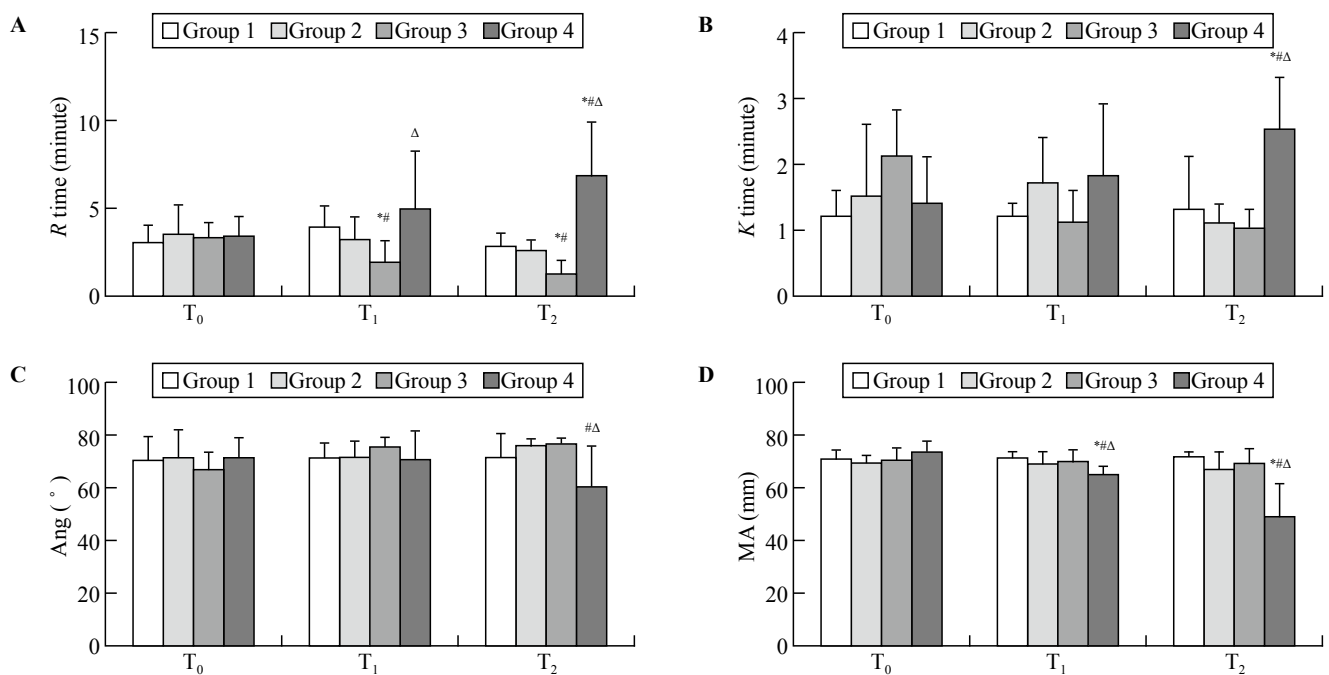 A
Group 1 Group 2 Group 3 Group 4
R time (minute)
15
10
5
0
*#
Δ
*#
*#Δ
T0 T1 T2
B
Group 1 Group 2 Group 3 Group 4
K time (minute)
4
3
2
1
0
*#Δ
T0 T1 T2
C
Group 1 Group 2 Group 3 Group 4
Ang (°)
100
80
60
40
20
0
#Δ
T0 T1 T2
D
Group 1 Group 2 Group 3 Group 4
MA (mm)
100
80
60
40
20
0
*#Δ
*#Δ
T0 T1 T2